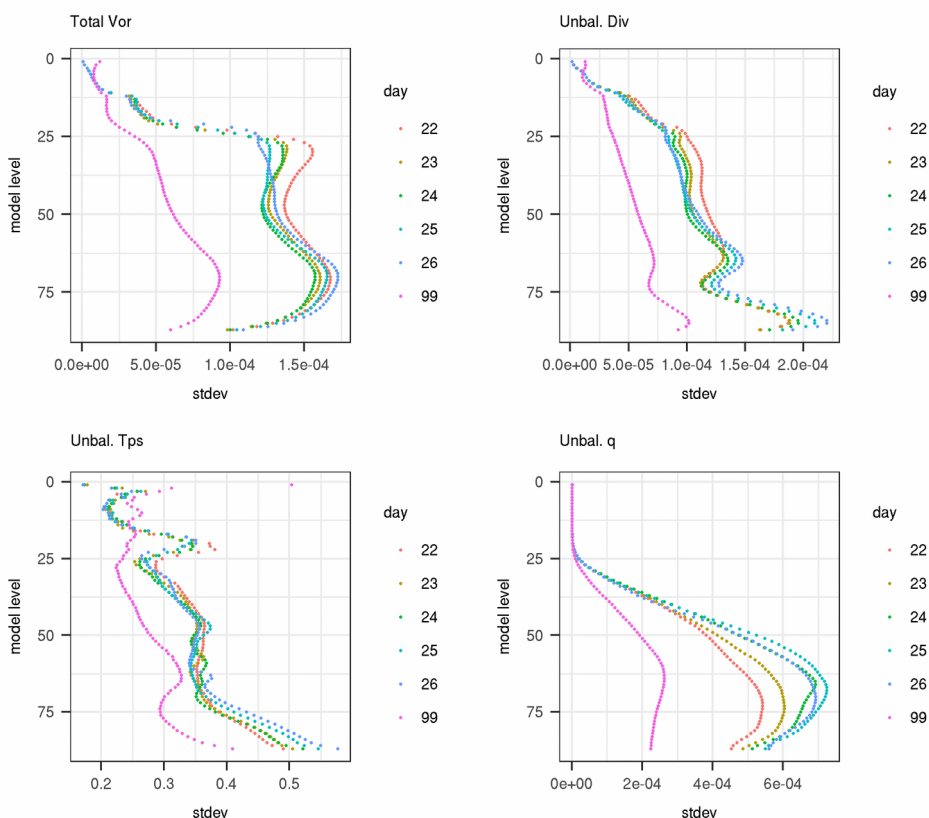 Total Vor
0
25
50
75
model level
0.0e+00 5.0e-05 1.0e-04 1.5e-04
stdev
day
22
23
24
25
26
99
Unbal. Div
0
25
50
75
model level
0.0e+00 5.0e-05 1.0e-04 1.5e-04 2.0e-04
stdev
day
22
23
24
25
26
99
Unbal. Tps
0
25
50
75
model level
0.2 0.3 0.4 0.5
stdev
day
22
23
24
25
26
99
Unbal. q
0
25
50
75
model level
0e+00 2e-04 4e-04 6e-04
stdev
day
22
23
24
25
26
99